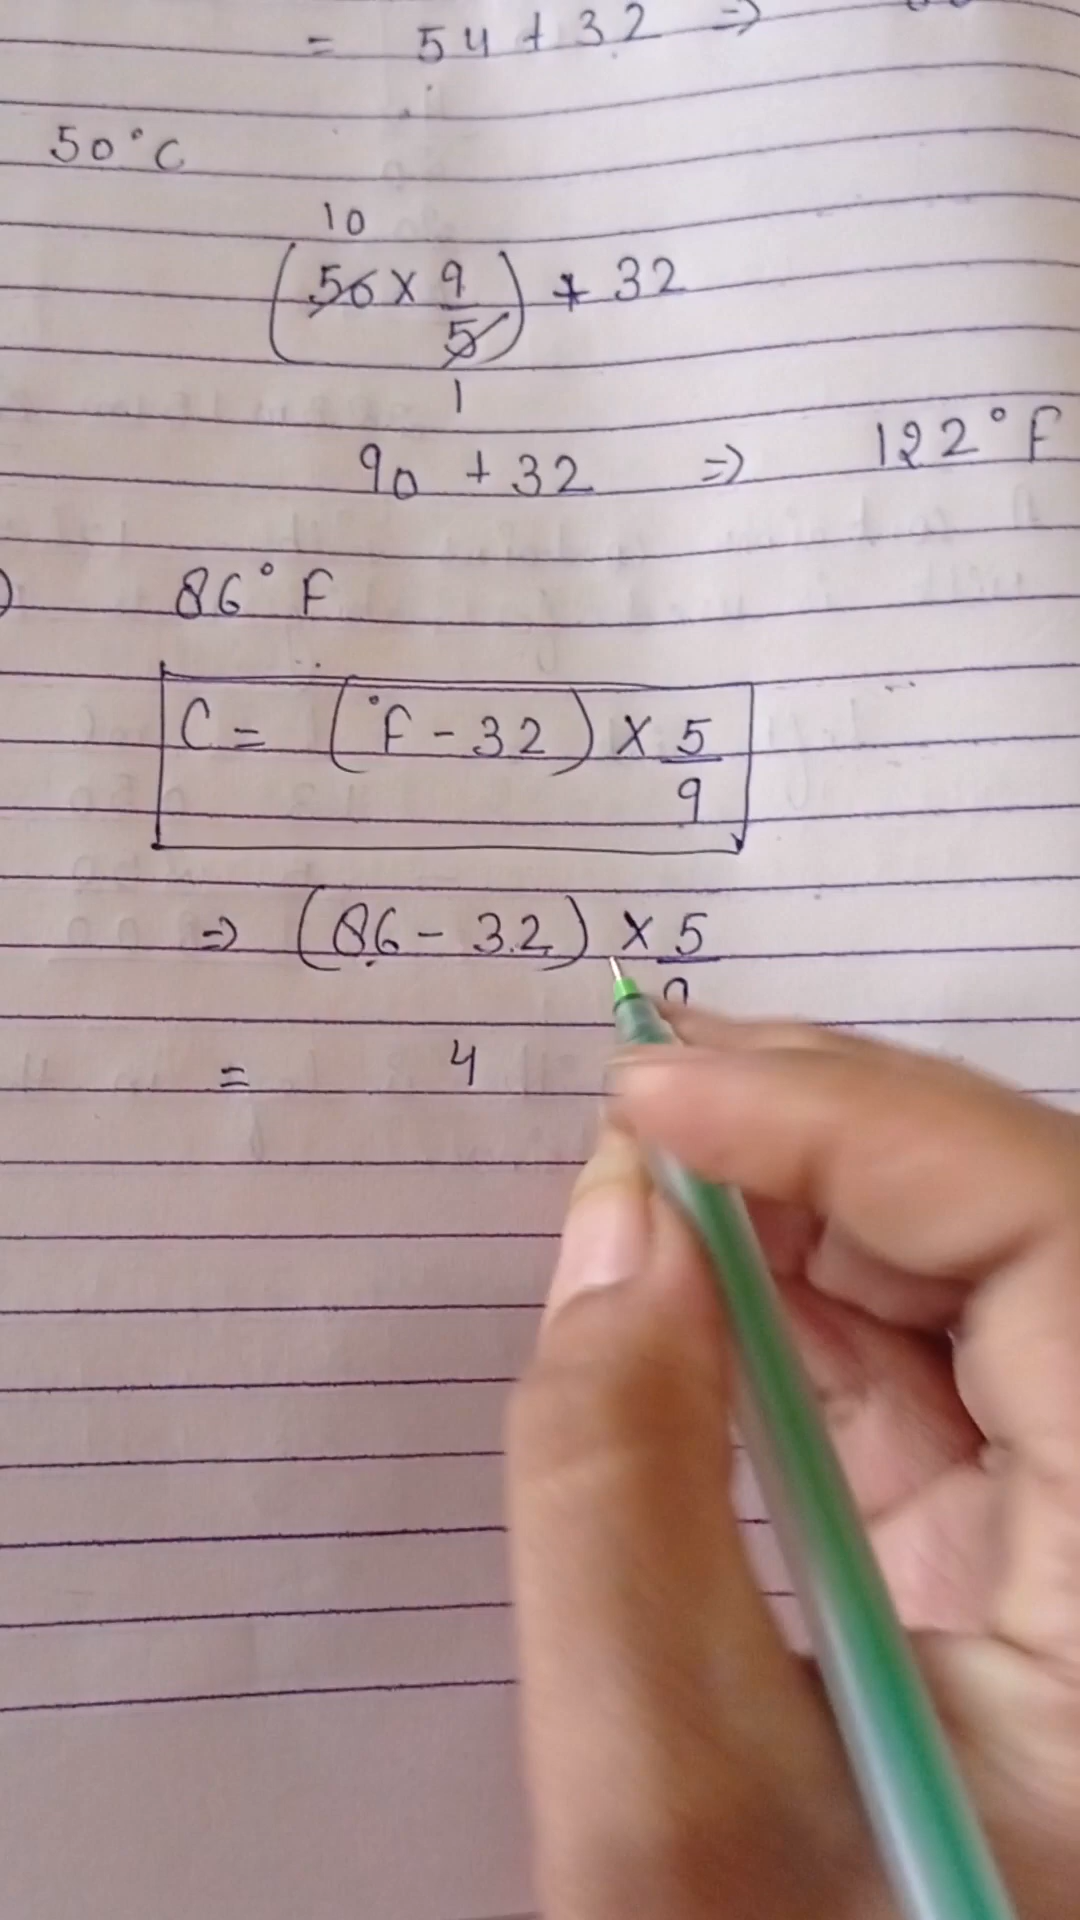 = 54 + 32 ⇒
50°C
10
(50 × 9/5) + 32
1
90 + 32 ⇒ 122°F
) 86°F
C = (°F - 32) × 5/9
⇒ (86 - 32) × 5/9
= 4